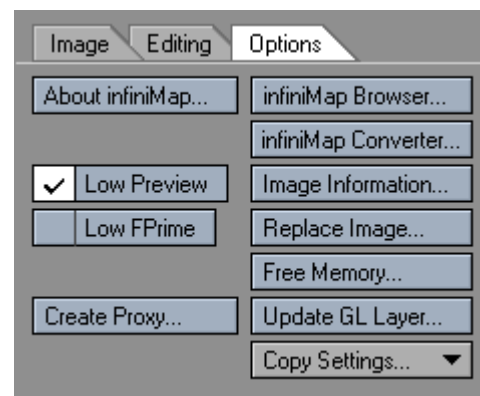 Image Editing Options
About infiniMap... infiniMap Browser...
infiniMap Converter...
Low Preview Image Information...
Low FPrime Replace Image...
Free Memory...
Create Proxy... Update GL Layer...
Copy Settings...